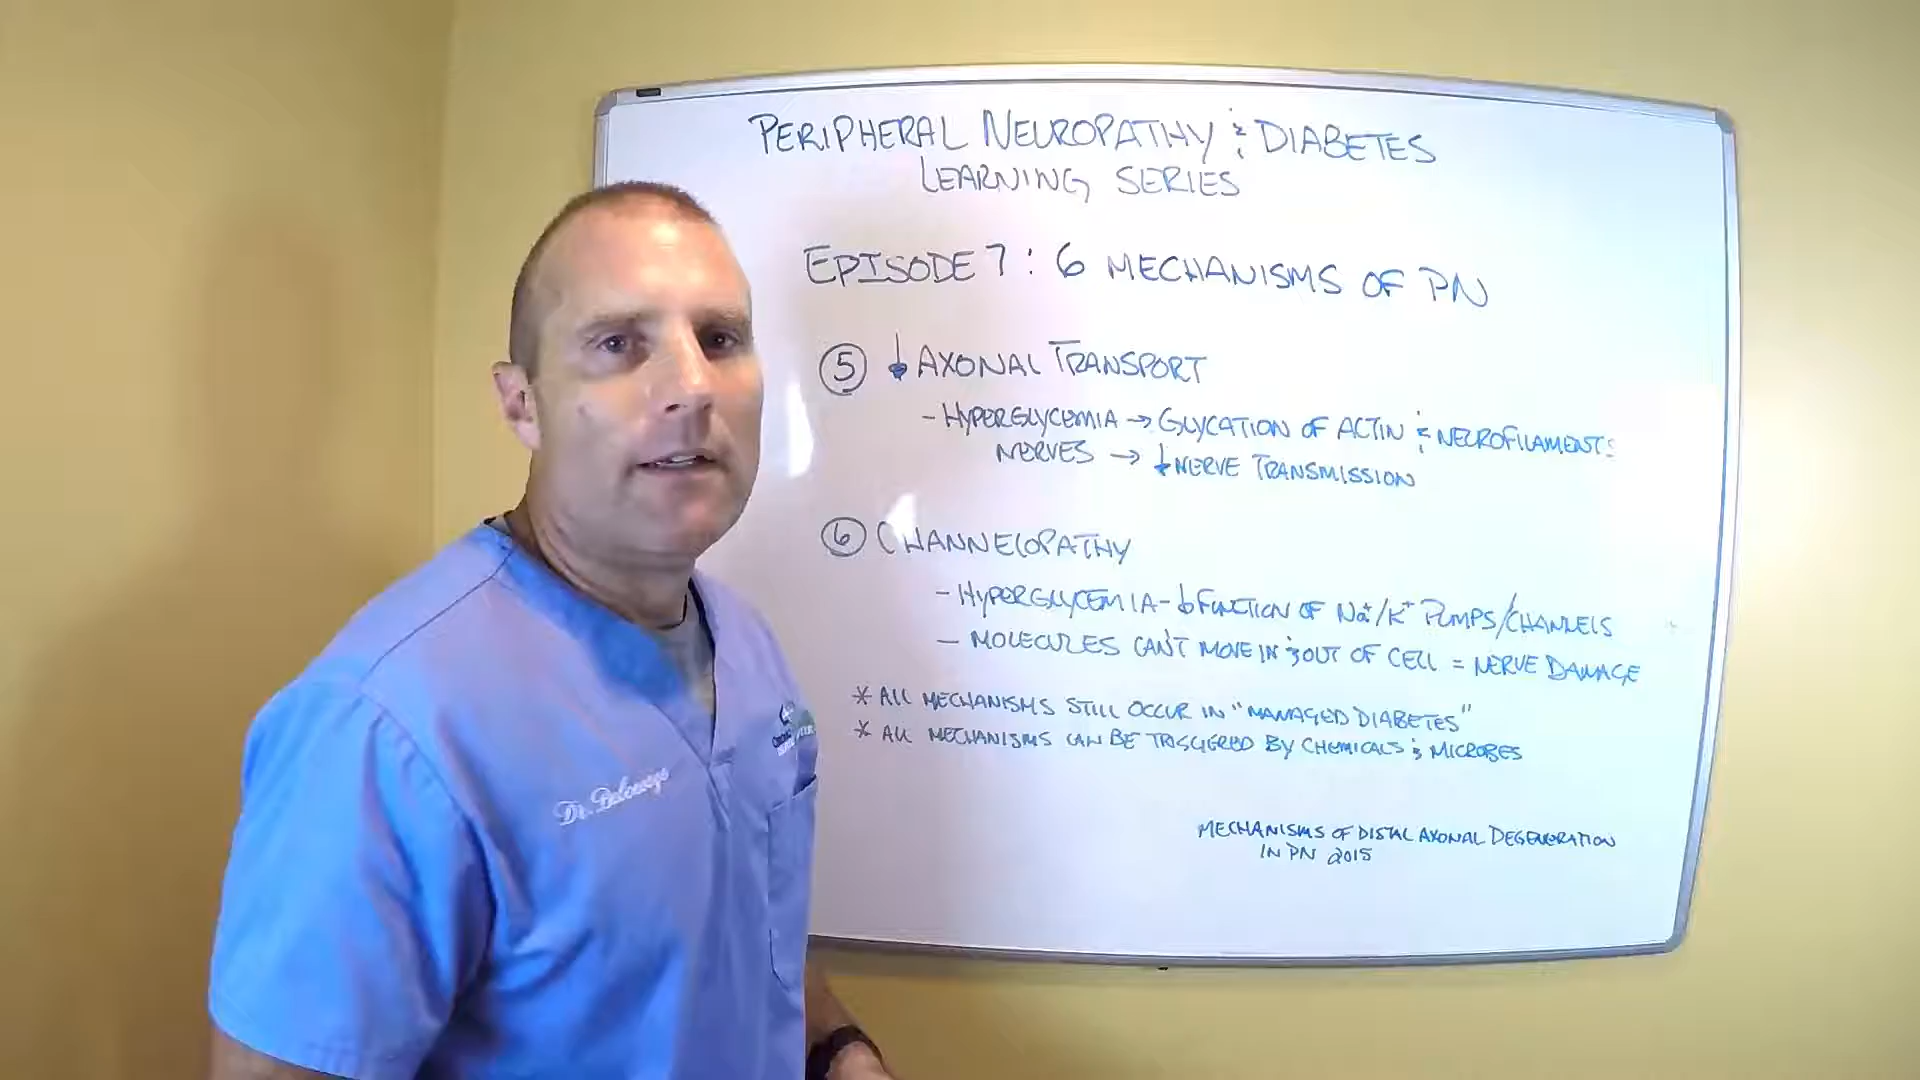 PERIPHERAL NEUROPATHY & DIABETES
LEARNING SERIES
EPISODE 7: 6 MECHANISMS OF PN
⑤ ↓ AXONAL TRANSPORT
- HYPERGLYCEMIA → GLYCATION OF ACTIN & NEUROFILAMENTS
NERVES → ↓ NERVE TRANSMISSION
⑥ CHANNELOPATHY
- HYPERGLYCEMIA - ↓ FUNCTION OF Na+/K+ PUMPS/CHANNELS
- MOLECULES CAN'T MOVE IN & OUT OF CELL = NERVE DAMAGE
* ALL MECHANISMS STILL OCCUR IN "MANAGED DIABETES"
* ALL MECHANISMS CAN BE TRIGGERED BY CHEMICALS & MICROBES
MECHANISMS OF DISTAL AXONAL DEGENERATION
IN PN 2015
Dr.